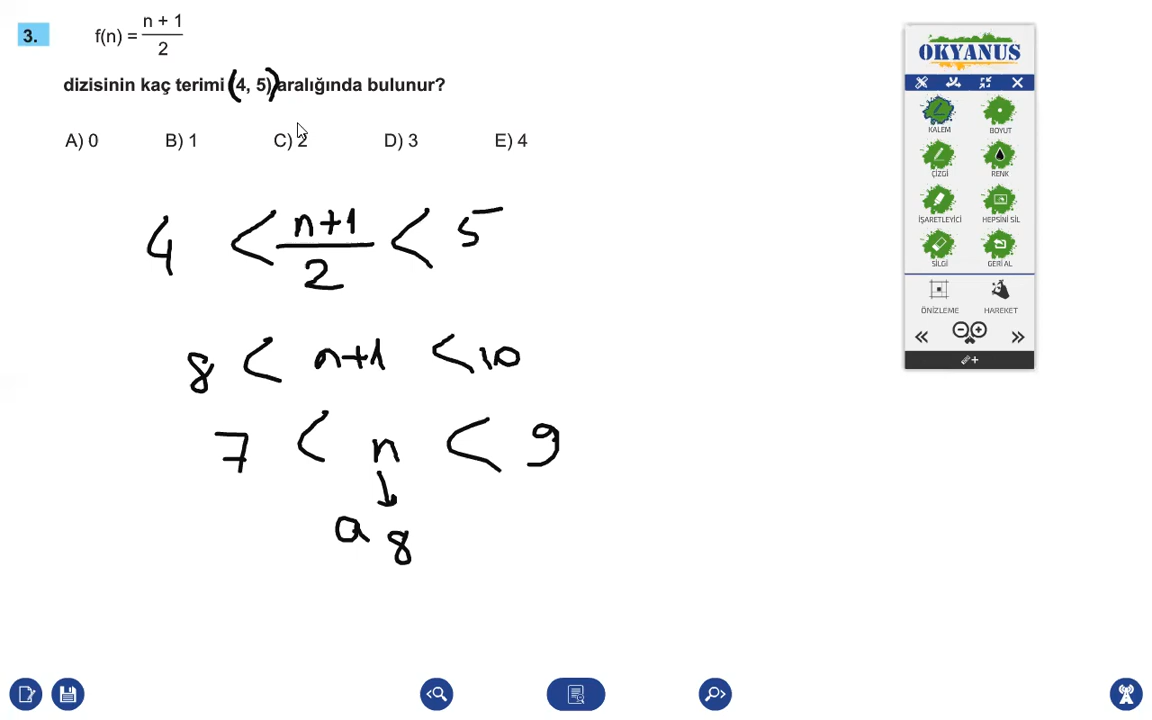 3.
f(n) = n + 1 / 2
dizisinin kaç terimi (4, 5) aralığında bulunur?
A) 0 B) 1 C) 2 D) 3 E) 4
4 < n+1 / 2 < 5
8 < n+1 < 10
7 < n < 9
a 8
OKYANUS
KALEM BOYUT
ÇİZGİ RENK
İŞARETLEYİCİ HEPSİNİ SİL
SİLGİ GERİ AL
ÖNİZLEME HAREKET